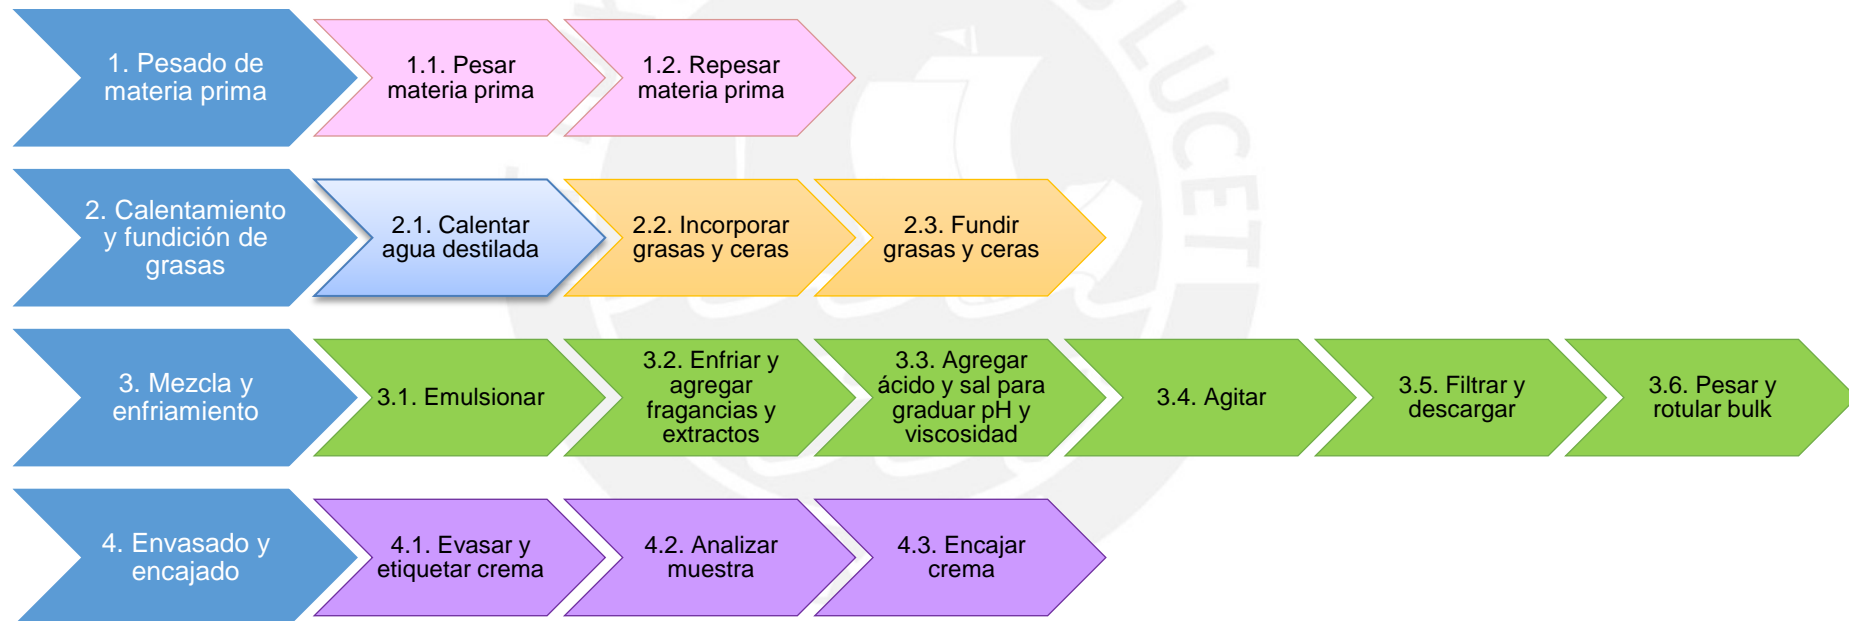 1. Pesado de
materia prima
1.1. Pesar
materia prima
1.2. Repesar
materia prima
2. Calentamiento
y fundición de
grasas
2.1. Calentar
agua destilada
2.2. Incorporar
grasas y ceras
2.3. Fundir
grasas y ceras
3. Mezcla y
enfriamiento
3.1. Emulsionar
3.2. Enfriar y
agregar
fragancias y
extractos
3.3. Agregar
ácido y sal para
graduar pH y
viscosidad
3.4. Agitar
3.5. Filtrar y
descargar
3.6. Pesar y
rotular bulk
4. Envasado y
encajado
4.1. Evasar y
etiquetar crema
4.2. Analizar
muestra
4.3. Encajar
crema
LUCET